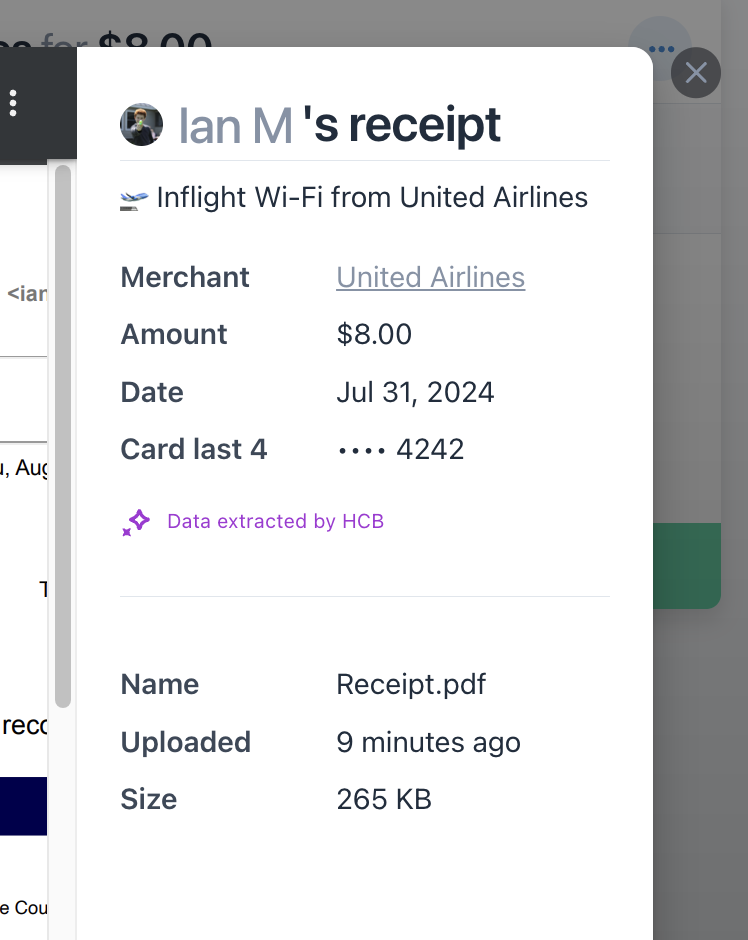 for $8.00
Ian M's receipt
Inflight Wi-Fi from United Airlines
<ian
Merchant United Airlines
Amount $8.00
Date Jul 31, 2024
Card last 4 •••• 4242
, Aug
Data extracted by HCB
T
Name Receipt.pdf
reco
Uploaded 9 minutes ago
Size 265 KB
e Cou